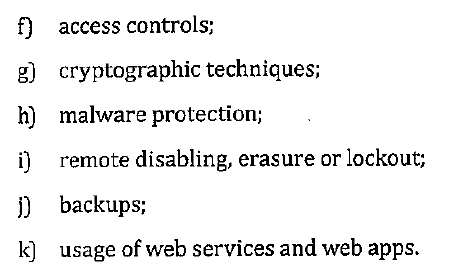 f) access controls;
g) cryptographic techniques;
h) malware protection;
i) remote disabling, erasure or lockout;
j) backups;
k) usage of web services and web apps.